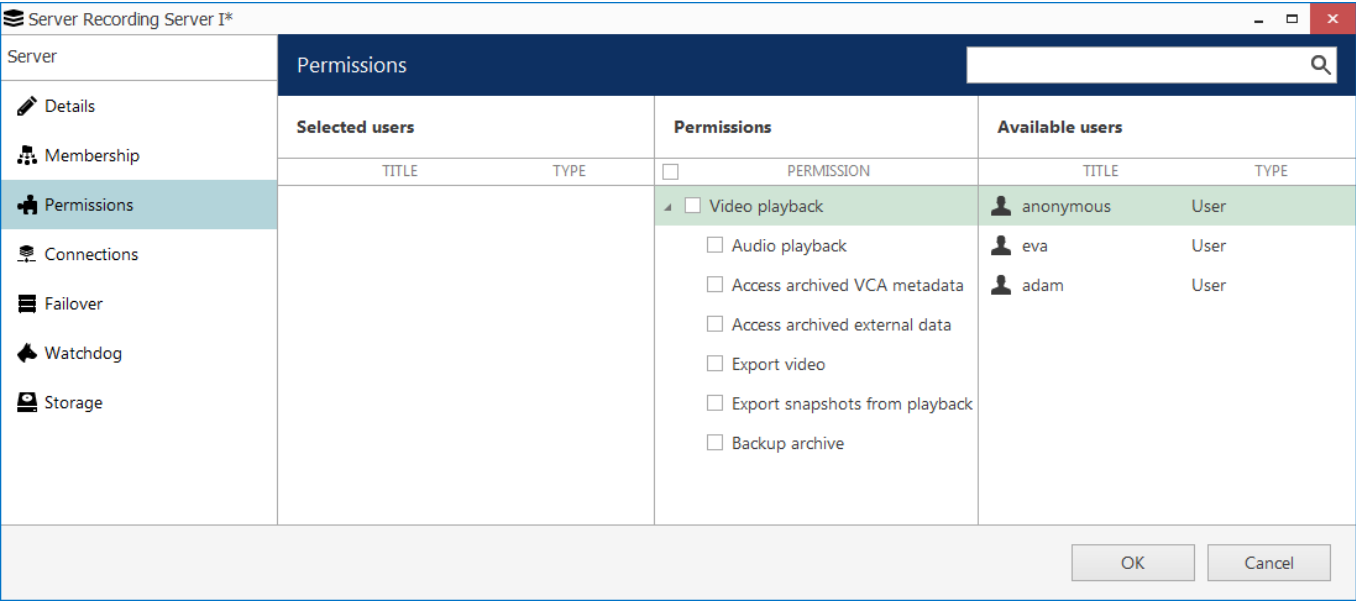 Server Recording Server I*
Server
Permissions
Details
Membership
Permissions
Connections
Failover
Watchdog
Storage
Selected users
TITLE TYPE
Permissions
PERMISSION
Video playback
Audio playback
Access archived VCA metadata
Access archived external data
Export video
Export snapshots from playback
Backup archive
Available users
TITLE TYPE
anonymous User
eva User
adam User
OK Cancel